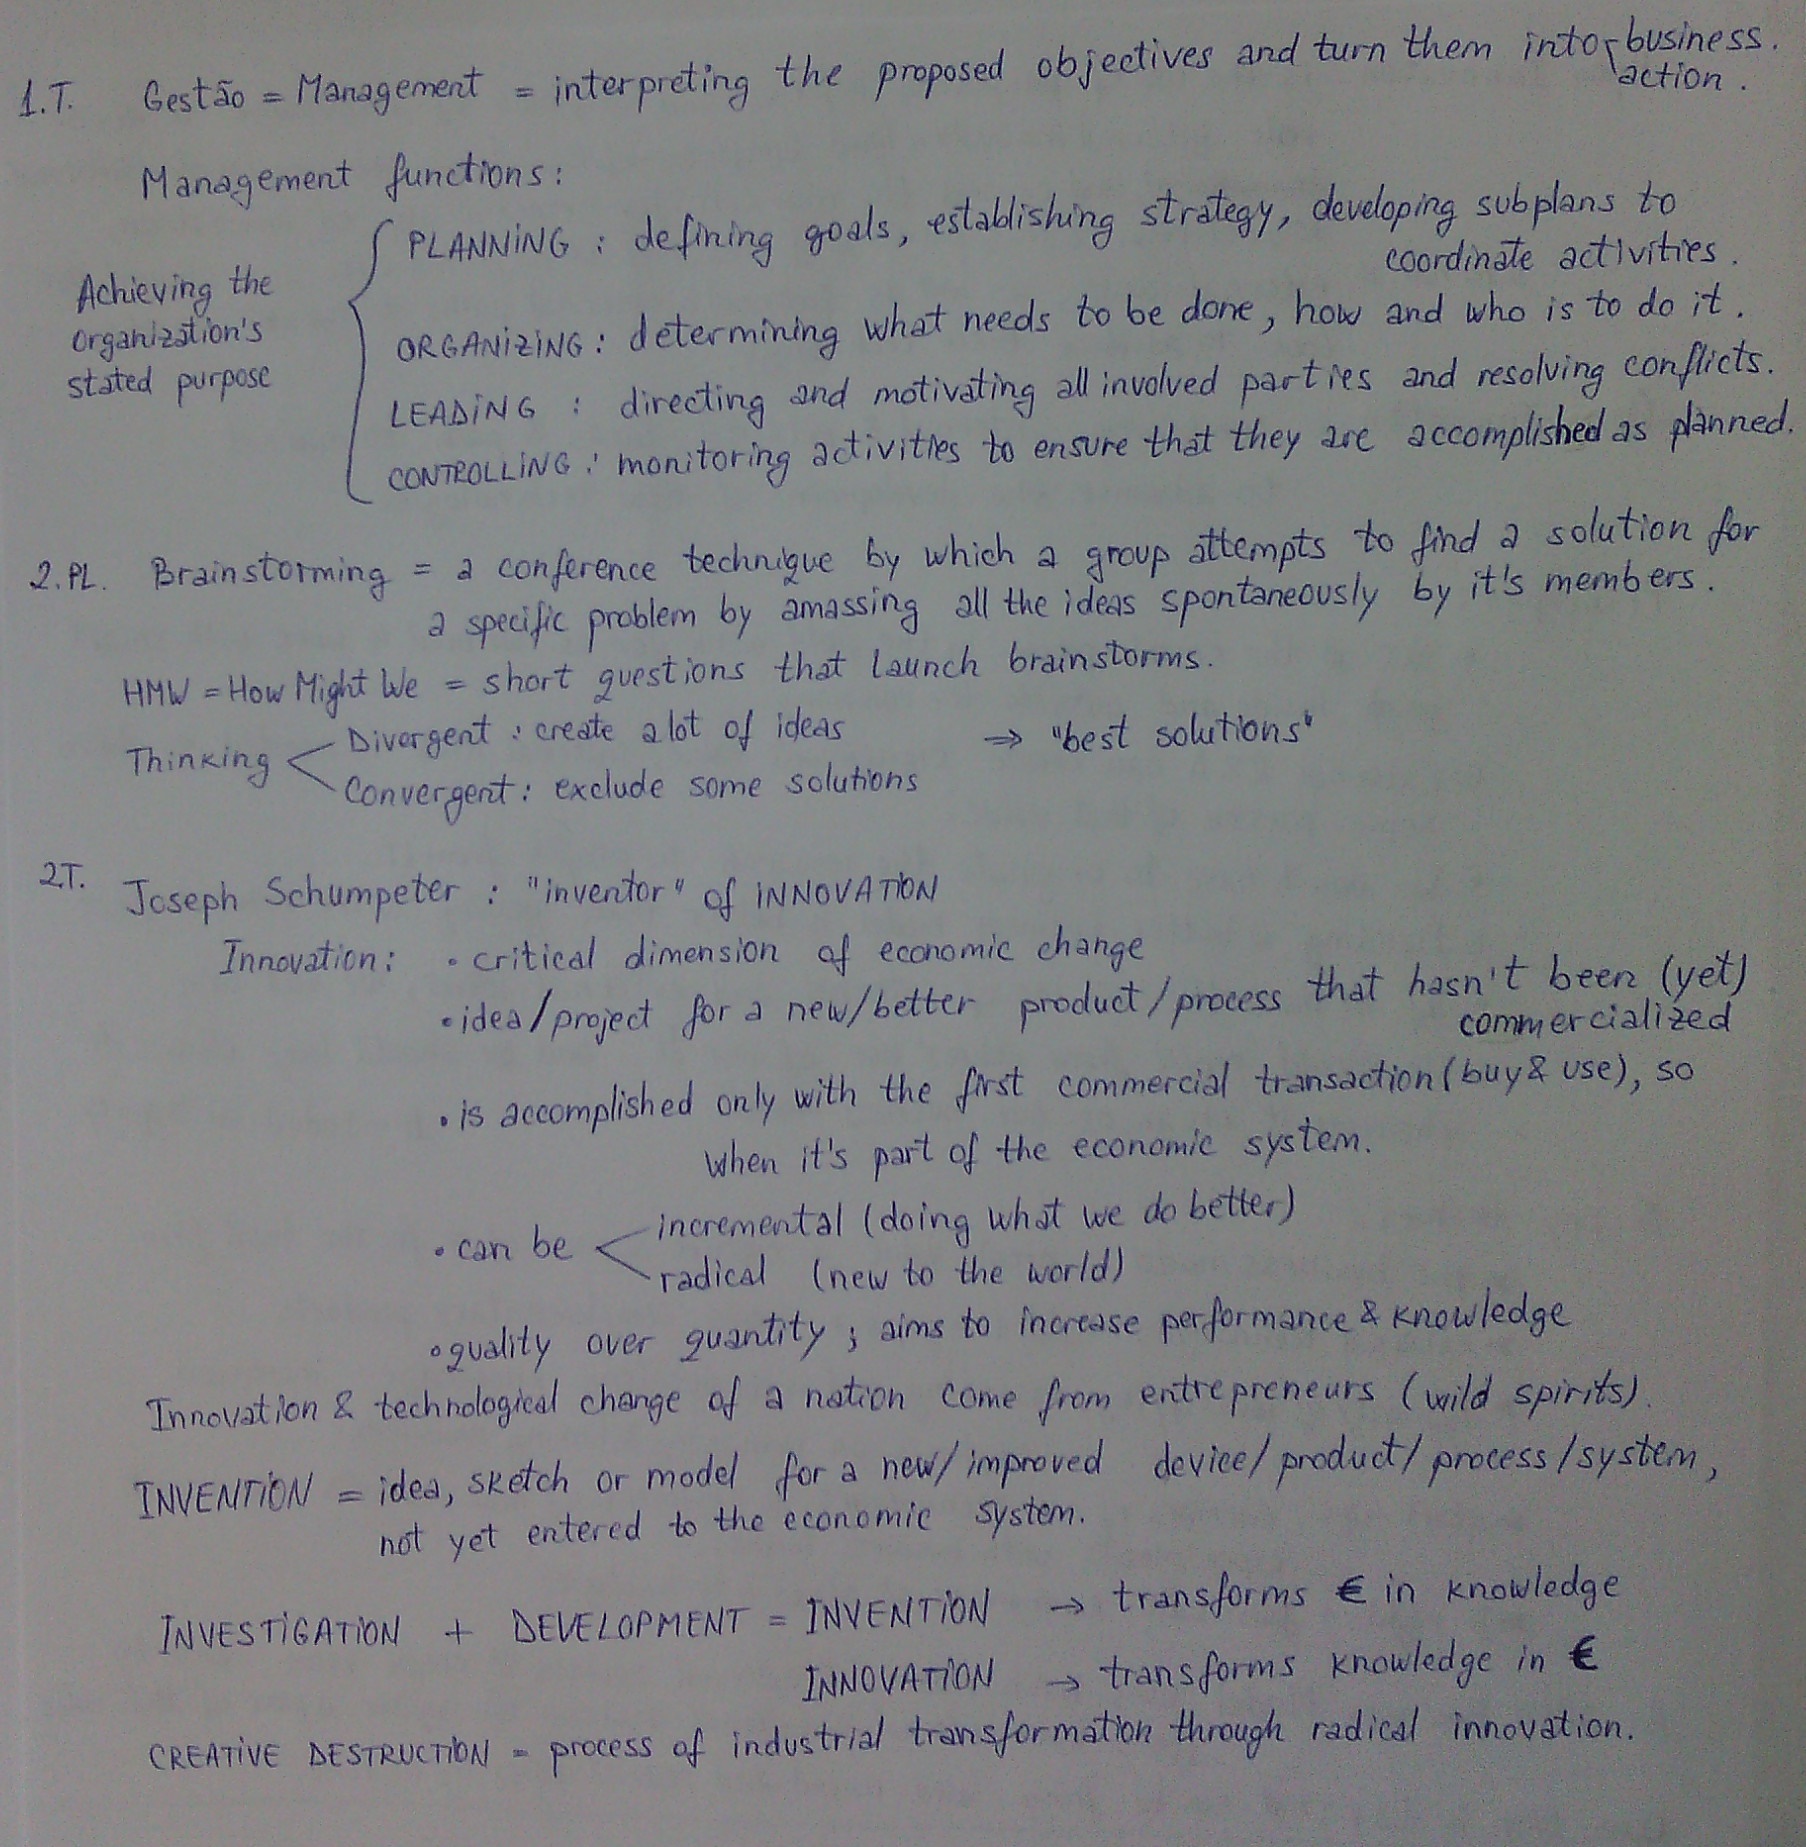 1.T. Gestão = Management = interpreting the proposed objectives and turn them into business.
action.
Management functions:
Achieving the
organization's
stated purpose
PLANNING : defining goals, establishing strategy, developing subplans to
coordinate activities.
ORGANIZING : determining what needs to be done, how and who is to do it.
LEADING : directing and motivating all involved parties and resolving conflicts.
CONTROLLING : monitoring activities to ensure that they are accomplished as planned.
2.PL. Brainstorming = a conference technique by which a group attempts to find a solution for
a specific problem by amassing all the ideas spontaneously by it's members.
HMW = How Might We = short questions that launch brainstorms.
Thinking
Divergent : create a lot of ideas
Convergent : exclude some solutions
⇒ "best solutions"
2T. Joseph Schumpeter : "inventor" of INNOVATION
Innovation : • critical dimension of economic change
• idea/project for a new/better product/process that hasn't been (yet)
commercialized
• is accomplished only with the first commercial transaction (buy & use), so
when it's part of the economic system.
• can be
incremental (doing what we do better)
radical (new to the world)
• quality over quantity ; aims to increase performance & knowledge
Innovation & technological change of a nation come from entrepreneurs (wild spirits).
INVENTION = idea, sketch or model for a new/improved device/product/process/system,
not yet entered to the economic system.
INVESTIGATION + DEVELOPMENT = INVENTION → transforms € in knowledge
INNOVATION → transforms knowledge in €
CREATIVE DESTRUCTION = process of industrial transformation through radical innovation.